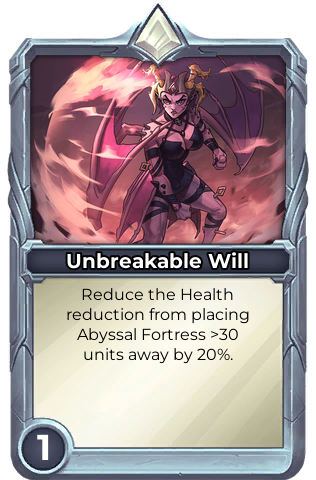 Unbreakable Will
Reduce the Health
reduction from placing
Abyssal Fortress >30
units away by 20%.
1